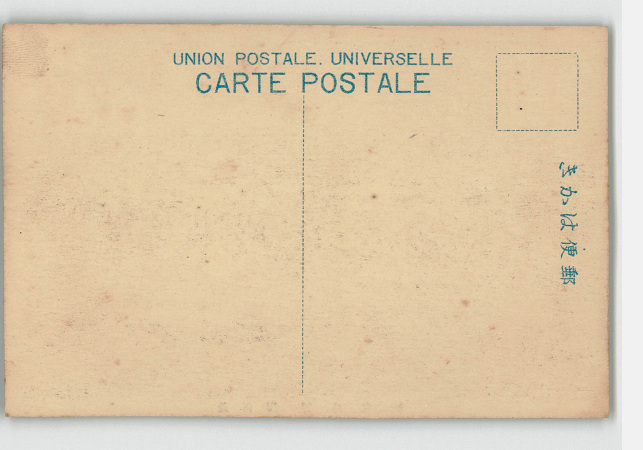 UNION POSTALE. UNIVERSELLE
CARTE POSTALE
きかは便郵